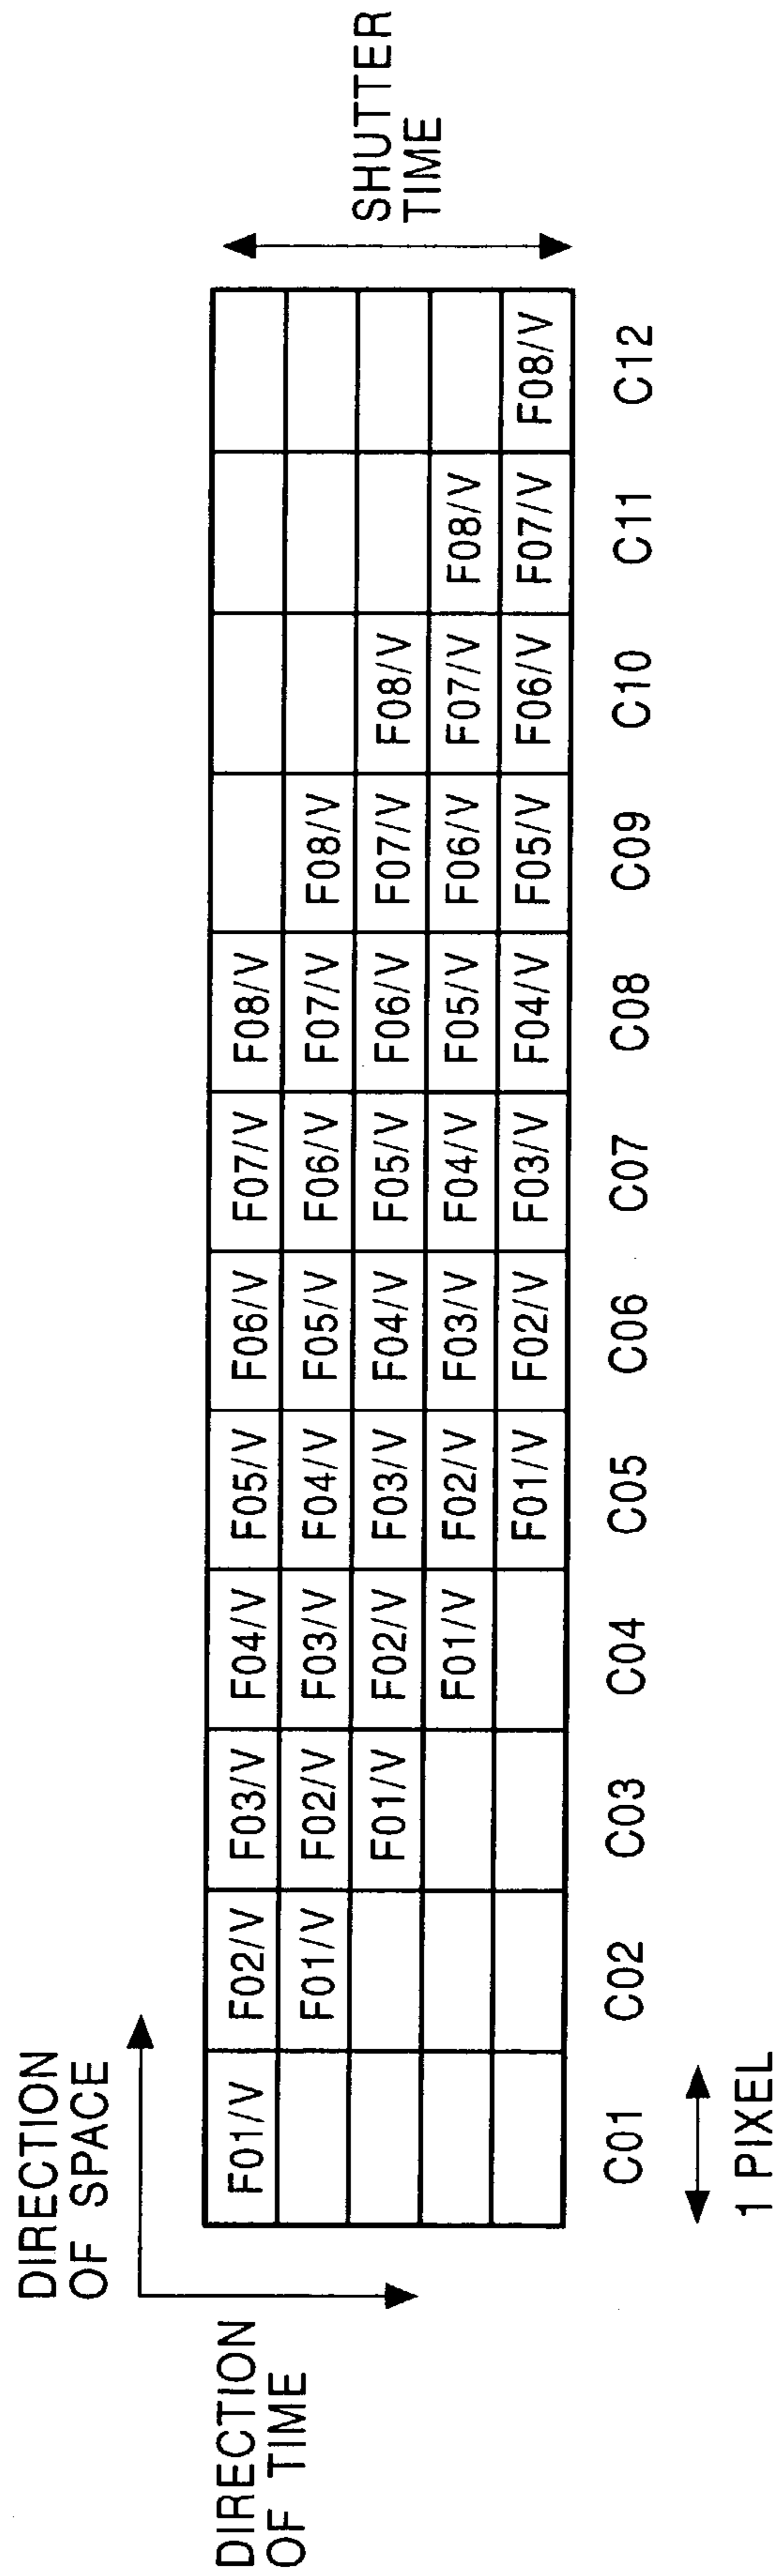 DIRECTION
OF SPACE
DIRECTION
OF TIME
F01/V F02/V F03/V F04/V F05/V F06/V F07/V F08/V
F01/V F02/V F03/V F04/V F05/V F06/V F07/V F08/V
F01/V F02/V F03/V F04/V F05/V F06/V F07/V F08/V
F01/V F02/V F03/V F04/V F05/V F06/V F07/V F08/V
F01/V F02/V F03/V F04/V F05/V F06/V F07/V F08/V
SHUTTER
TIME
C01 C02 C03 C04 C05 C06 C07 C08 C09 C10 C11 C12
1 PIXEL